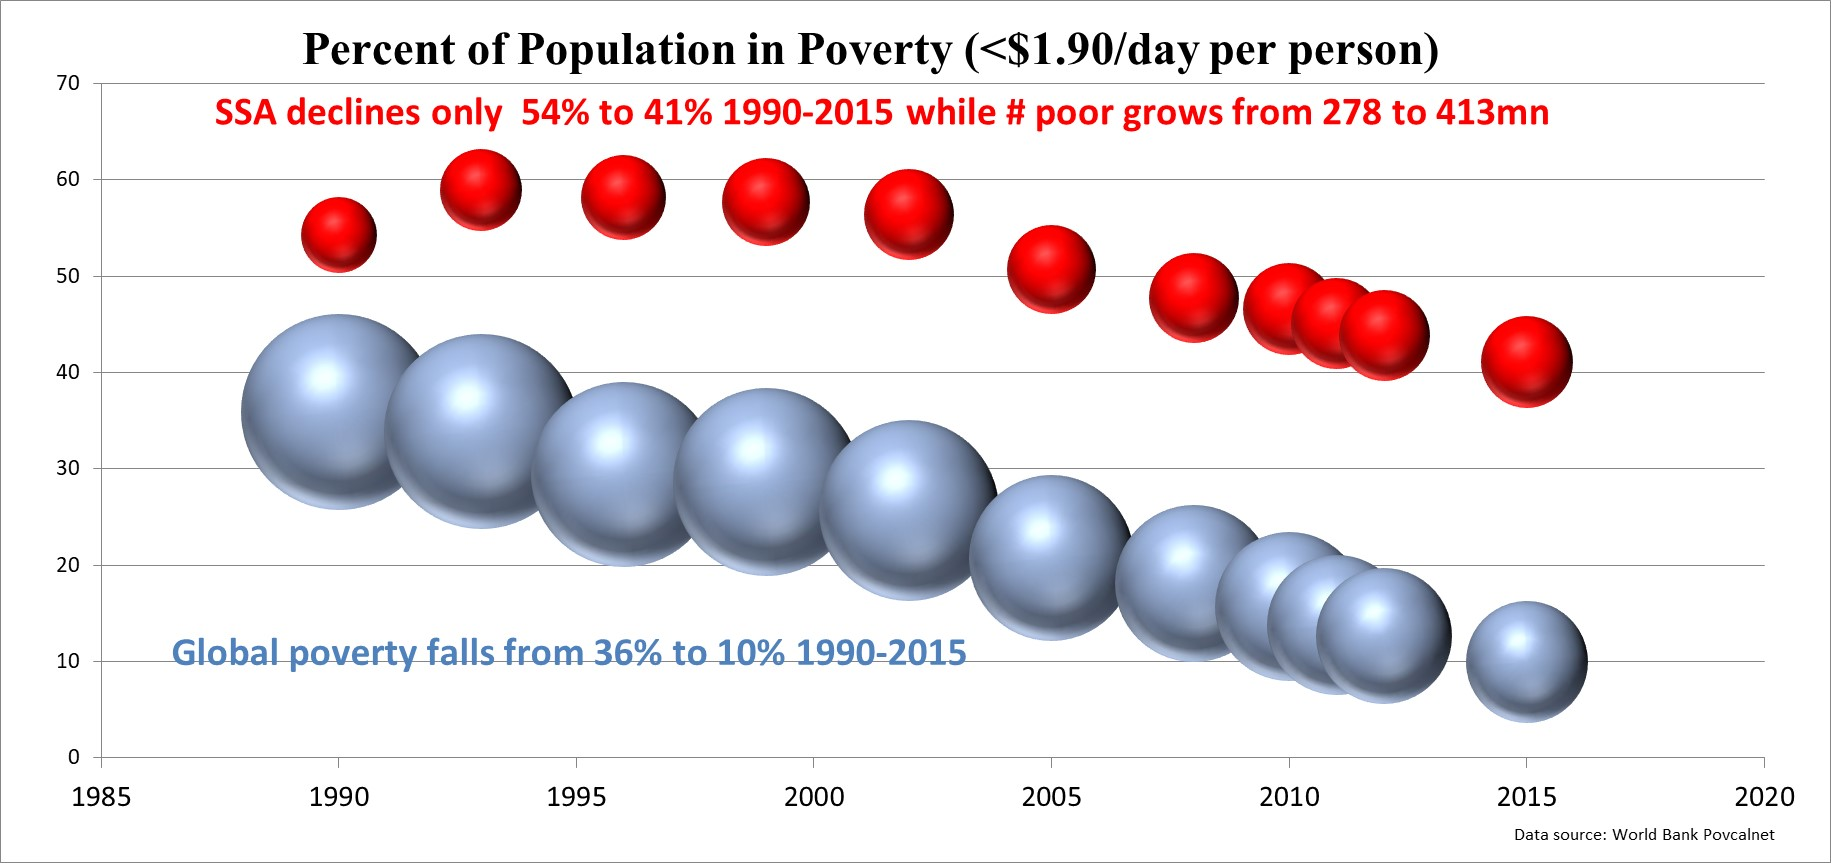 Percent of Population in Poverty (<$1.90/day per person)
70
SSA declines only  54% to 41% 1990-2015 while # poor grows from 278 to 413mn
60
50
40
30
20
Global poverty falls from 36% to 10% 1990-2015
10
0
1985 1990 1995 2000 2005 2010 2015 2020
Data source: World Bank Povcalnet